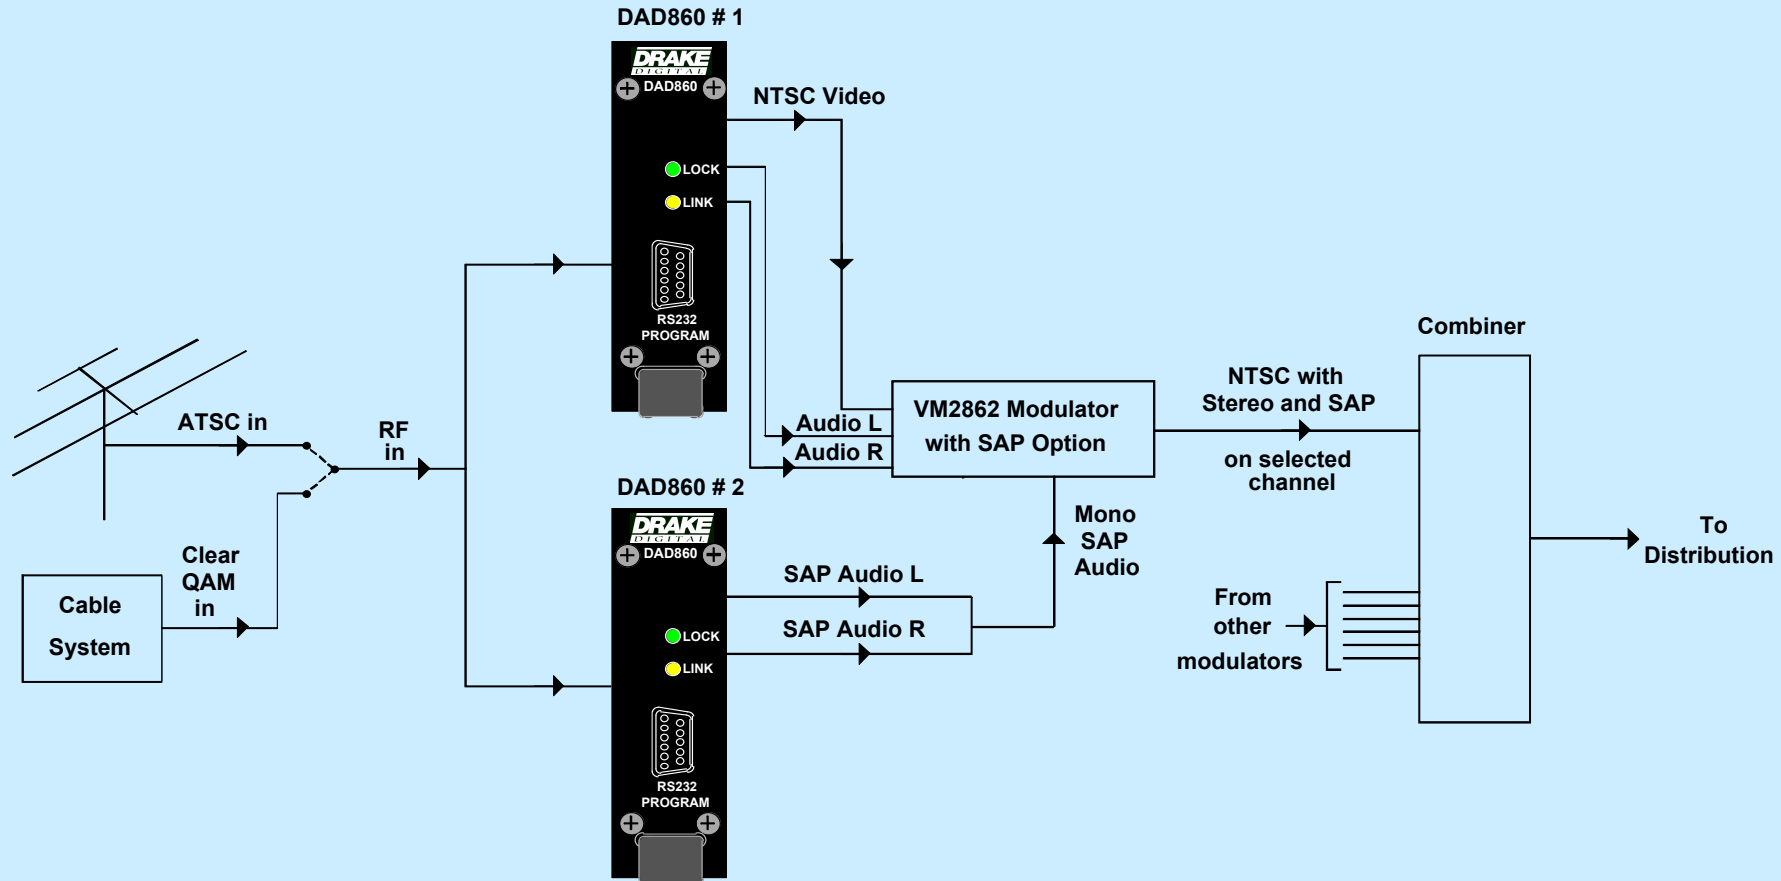 DAD860 # 1
DRAKE
DIGITAL
DAD860
LOCK
LINK
RS232
PROGRAM
NTSC Video
ATSC in
RF
in
Clear
QAM
in
Cable
System
Audio L
Audio R
VM2862 Modulator
with SAP Option
DAD860 # 2
DRAKE
DIGITAL
DAD860
LOCK
LINK
RS232
PROGRAM
SAP Audio L
SAP Audio R
Mono
SAP
Audio
NTSC with
Stereo and SAP
on selected
channel
Combiner
From
other
modulators
To
Distribution